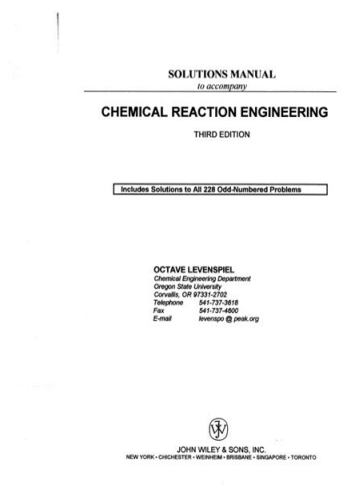 SOLUTIONS MANUAL
to accompany
CHEMICAL REACTION ENGINEERING
THIRD EDITION
Includes Solutions to All 228 Odd-Numbered Problems
OCTAVE LEVENSPIEL
Chemical Engineering Department
Oregon State University
Corvallis, OR 97331-2702
Telephone 541-737-3618
Fax 541-737-4600
E-mail levenspo @ peak.org
JOHN WILEY & SONS, INC.
NEW YORK • CHICHESTER • WEINHEIM • BRISBANE • SINGAPORE • TORONTO